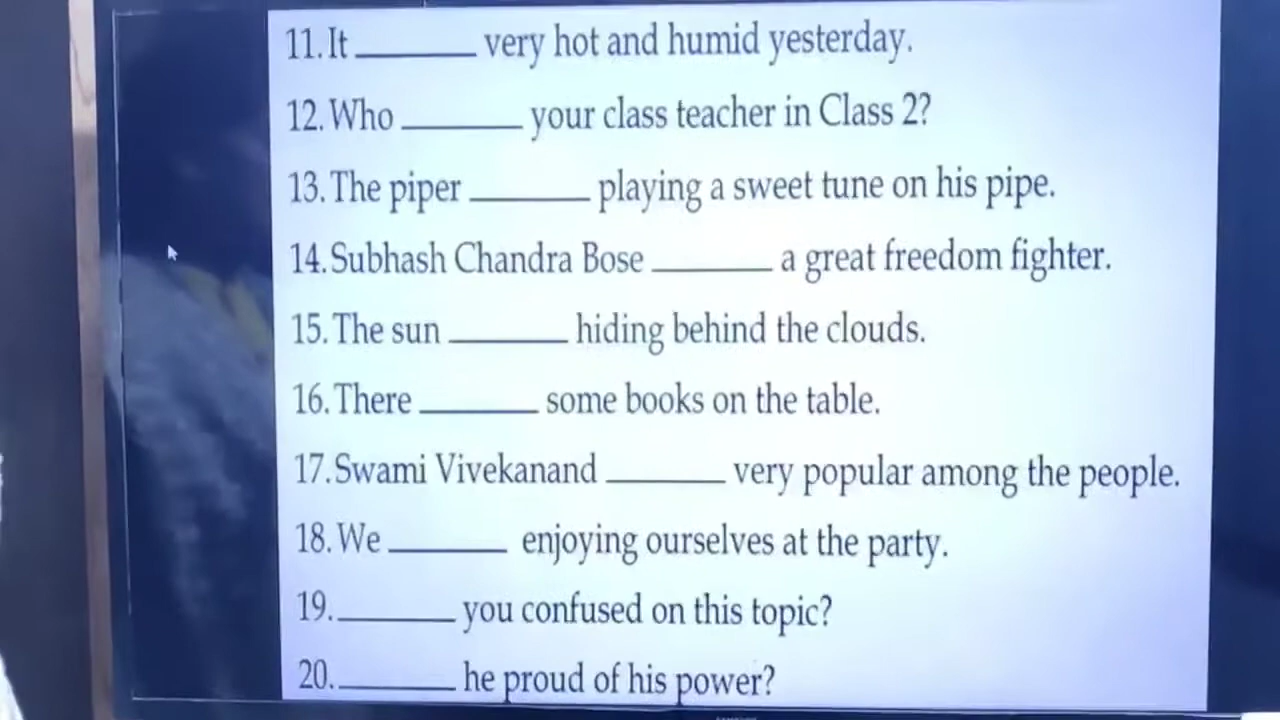 11. It ________ very hot and humid yesterday.
12. Who ________ your class teacher in Class 2?
13. The piper ________ playing a sweet tune on his pipe.
14. Subhash Chandra Bose ________ a great freedom fighter.
15. The sun ________ hiding behind the clouds.
16. There ________ some books on the table.
17. Swami Vivekanand ________ very popular among the people.
18. We ________ enjoying ourselves at the party.
19. ________ you confused on this topic?
20. ________ he proud of his power?